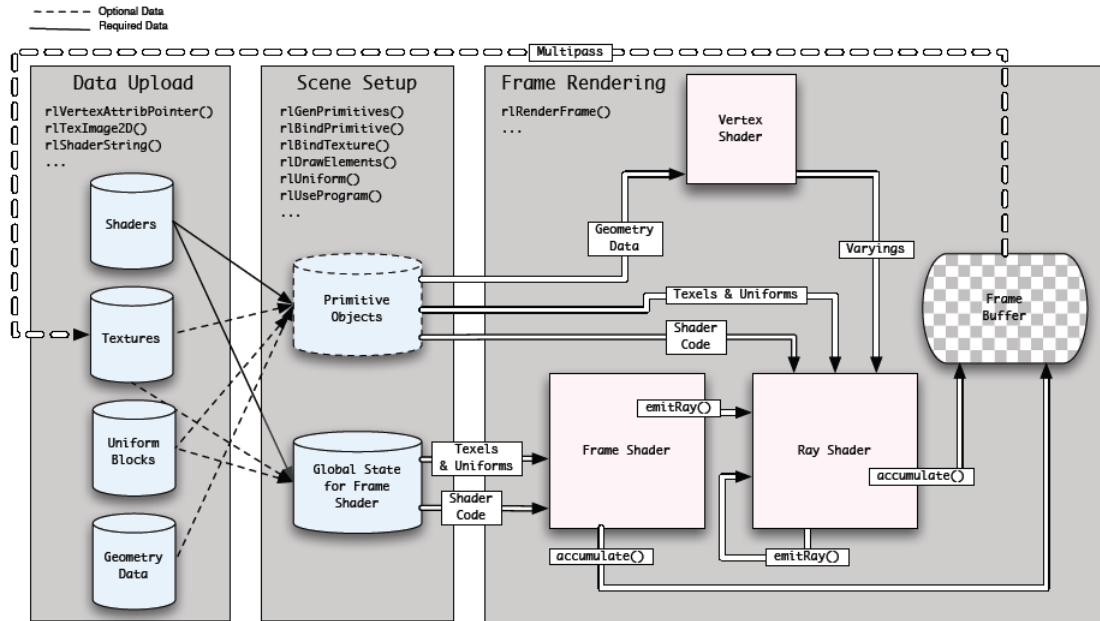 Optional Data
Required Data
Multipass
Data Upload
rlVertexAttribPointer()
rlTexImage2D()
rlShaderString()
...
Shaders
Textures
Uniform
Blocks
Geometry
Data
Scene Setup
rlGenPrimitives()
rlBindPrimitive()
rlBindTexture()
rlDrawElements()
rlUniform()
rlUseProgram()
...
Primitive
Objects
Global State
for Frame
Shader
Frame Rendering
rlRenderFrame()
...
Vertex
Shader
Geometry
Data
Varyings
Texels & Uniforms
Shader
Code
Frame
Buffer
emitRay()
Texels
& Uniforms
Frame Shader
Ray Shader
accumulate()
Shader
Code
accumulate()
emitRay()